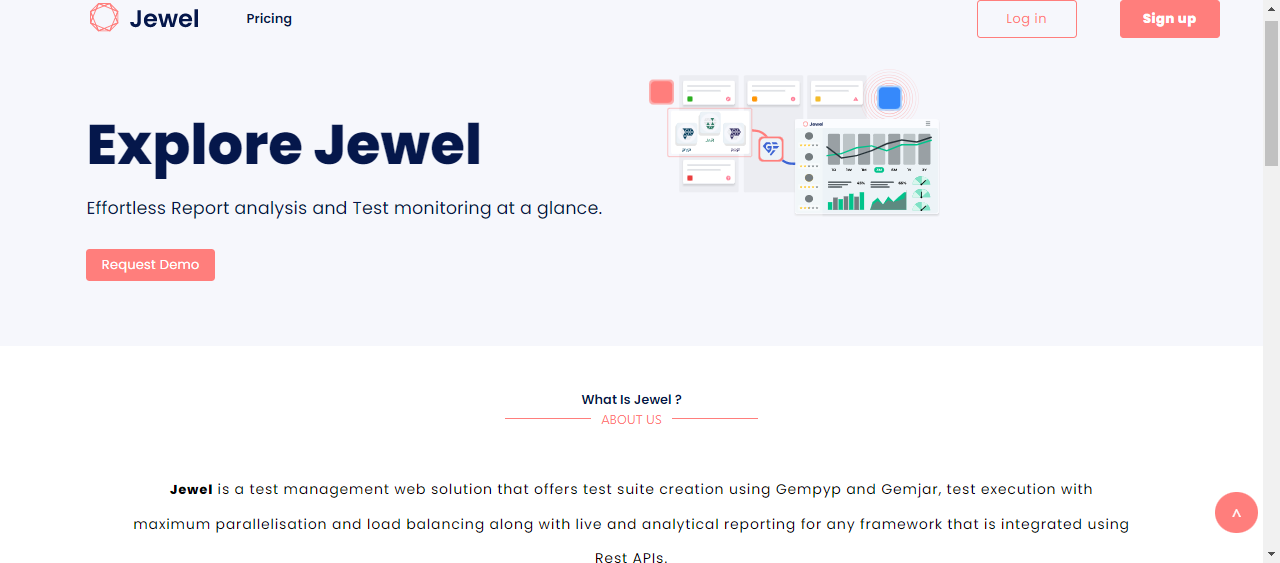 Jewel
Pricing
Log in
Sign up
Explore Jewel
Effortless Report analysis and Test monitoring at a glance.
Request Demo
Jewel
What Is Jewel ?
ABOUT US
Jewel is a test management web solution that offers test suite creation using Gempyp and Gemjar, test execution with
maximum parallelisation and load balancing along with live and analytical reporting for any framework that is integrated using
Rest APIs.